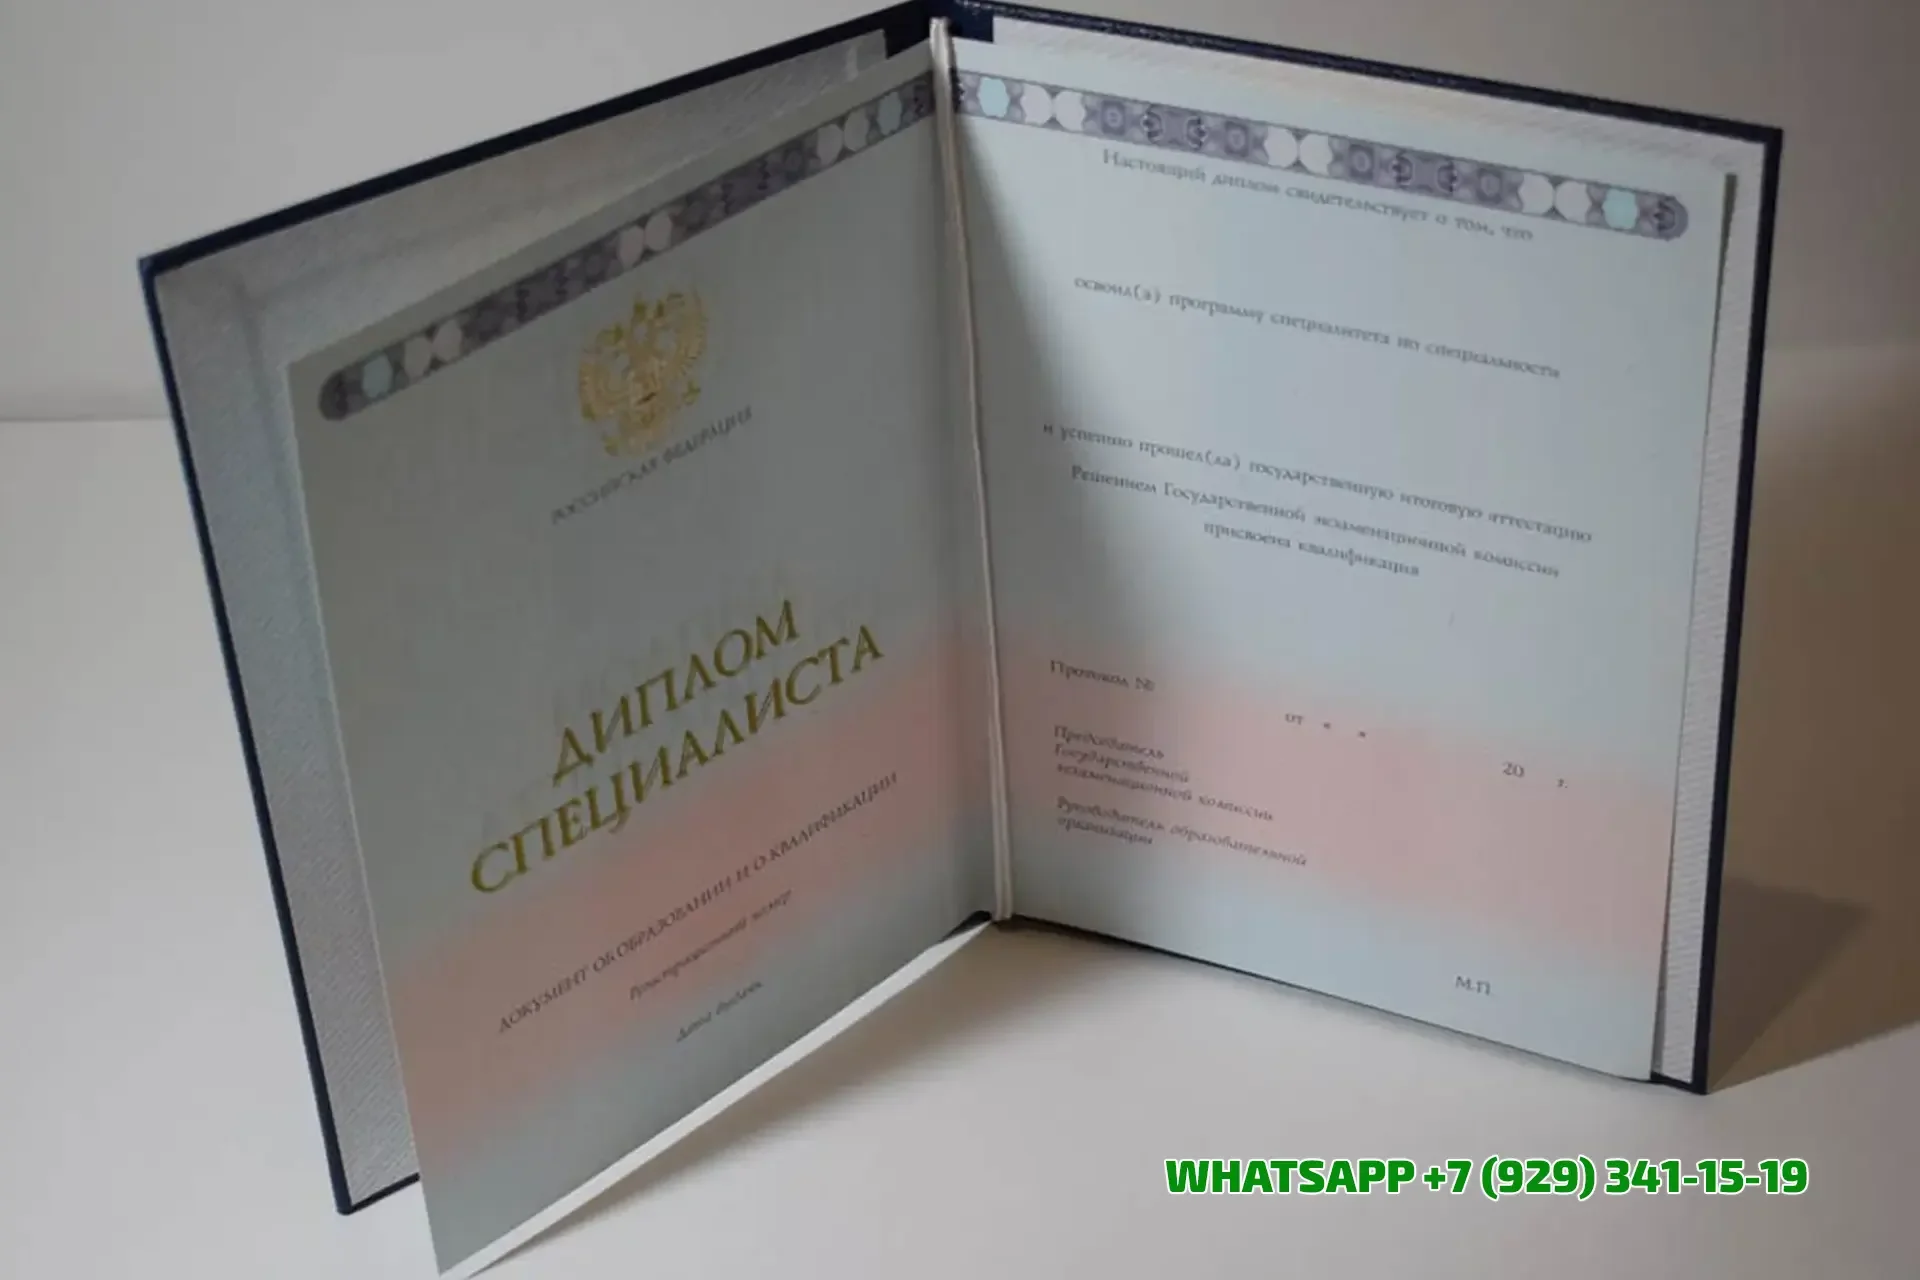 РОССИЙСКАЯ ФЕДЕРАЦИЯ
ДИПЛОМ
СПЕЦИАЛИСТА
ДОКУМЕНТ ОБ ОБРАЗОВАНИИ И О КВАЛИФИКАЦИИ
Регистрационный номер
Дата выдачи
Настоящий диплом свидетельствует о том, что
освоил(а) программу специалитета по специальности
и успешно прошел(ла) государственную итоговую аттестацию
Решением Государственной экзаменационной комиссии
присвоена квалификация
Протокол №
от « » 20 г.
Председатель
Государственной
экзаменационной комиссии
Руководитель образовательной
организации
М.П.
WHATSAPP +7 (929) 341-15-19